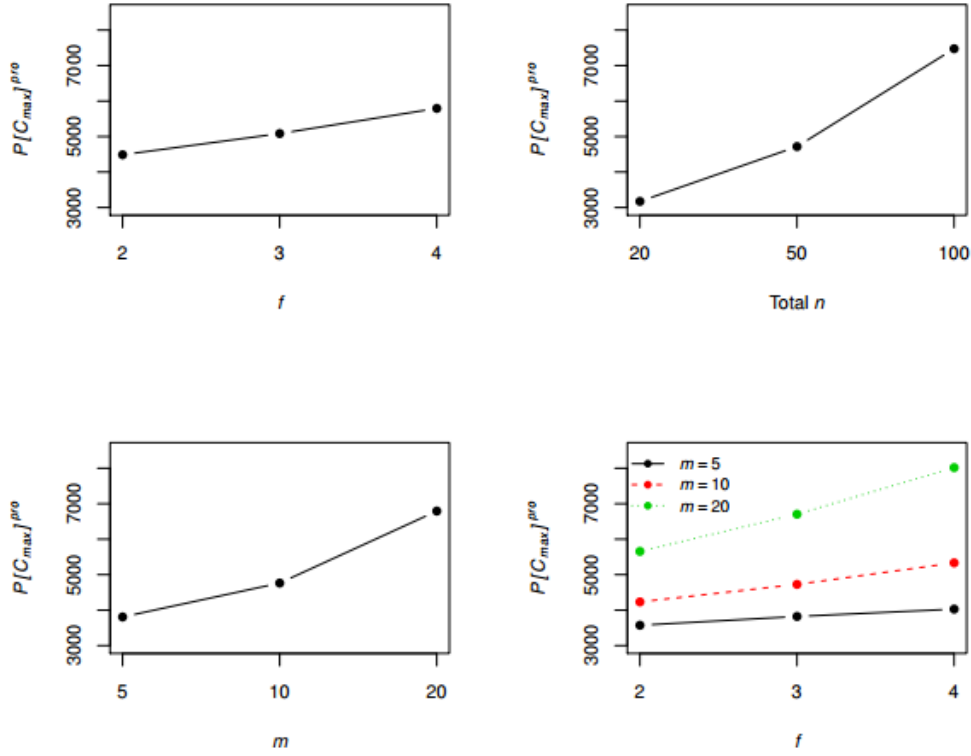 P[C_max]^pro
7000
5000
3000
2 3 4
f
P[C_max]^pro
7000
5000
3000
20 50 100
Total n
P[C_max]^pro
7000
5000
3000
5 10 20
m
P[C_max]^pro
7000
5000
3000
m = 5
m = 10
m = 20
2 3 4
f